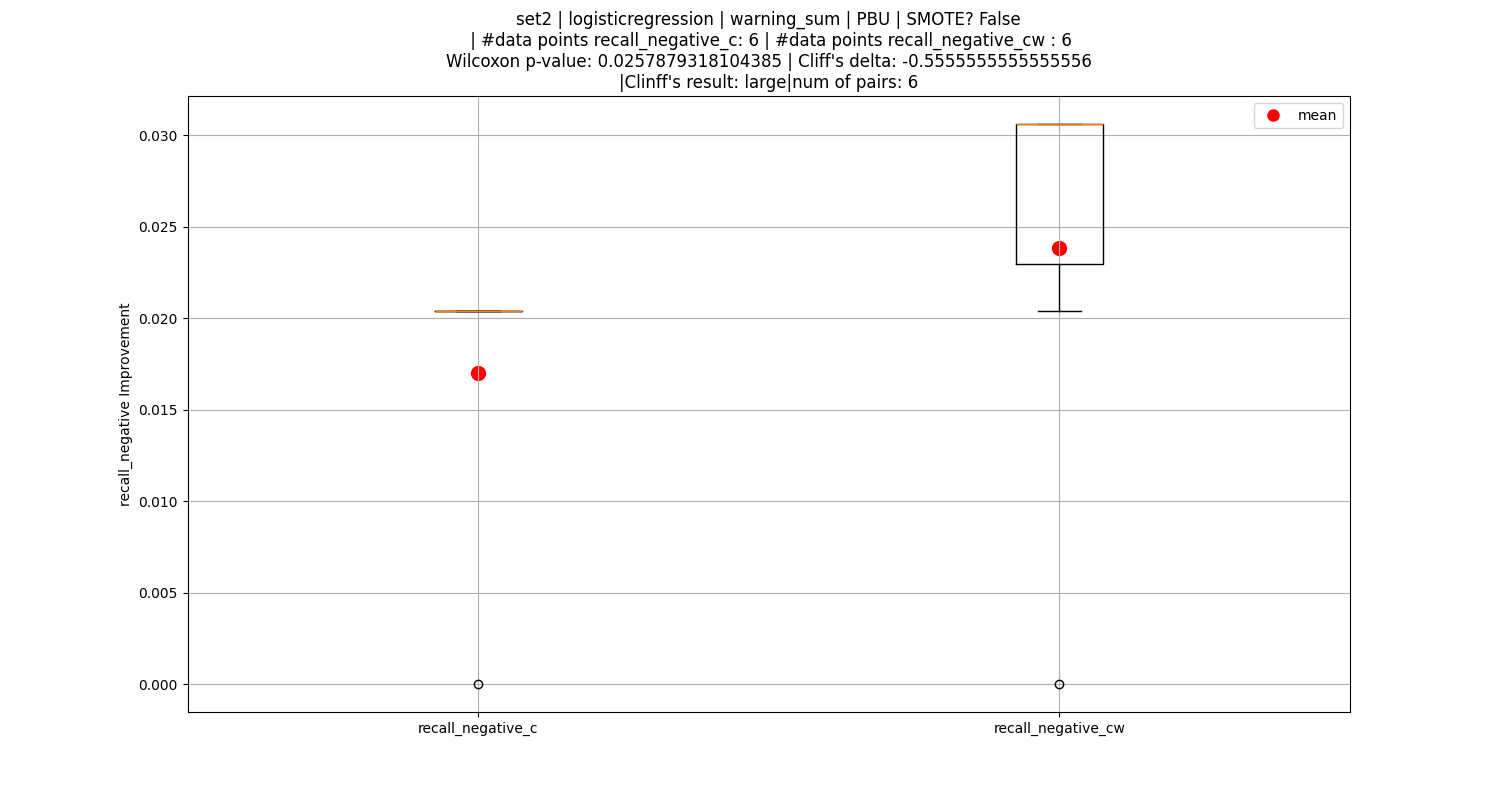 set2 | logisticregression | warning_sum | PBU | SMOTE? False
| #data points recall_negative_c: 6 | #data points recall_negative_cw : 6
Wilcoxon p-value: 0.0257879318104385 | Cliff's delta: -0.5555555555555556
|Clinff's result: large|num of pairs: 6
mean
0.030
0.025
0.020
0.015
0.010
0.005
0.000
recall_negative Improvement
recall_negative_c
recall_negative_cw